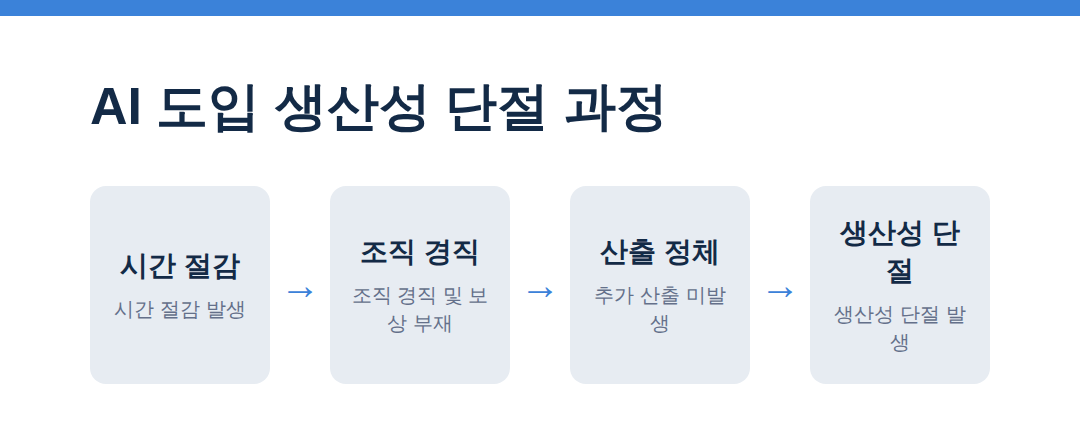 AI 도입 생산성 단절 과정
시간 절감
시간 절감 발생
→
조직 경직
조직 경직 및 보
상 부재
→
산출 정체
추가 산출 미발
생
→
생산성 단
절
생산성 단절 발
생